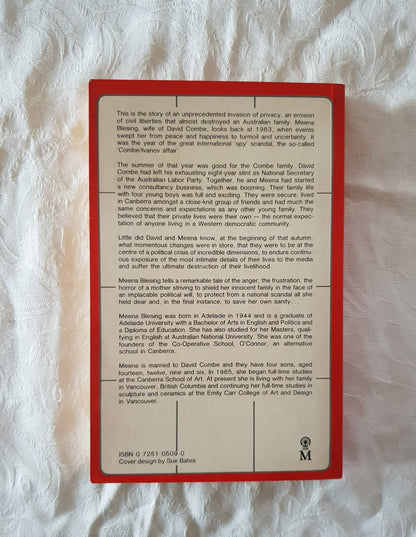 This is the story of an unprecedented invasion of privacy, an erosion
of civil liberties that almost destroyed an Australian family. Meena
Blesing, wife of David Combe, looks back at 1983, when events
swept her from peace and happiness to turmoil and uncertainty. It
was the year of the great international 'spy' scandal, the so-called
'Combe/Ivanov affair'.
The summer of that year was good for the Combe family. David
Combe had left his exhausting eight-year stint as National Secretary
of the Australian Labor Party. Together, he and Meena had started
a new consultancy business, which was booming. Their family life
with four young boys was full and exciting. They were secure, lived
in Canberra amongst a close-knit group of friends and had much the
same concerns and expectations as any other young family. They
believed that their private lives were their own — the normal expec-
tation of anyone living in a Western democratic community.
Little did David and Meena know, at the beginning of that autumn,
what momentous changes were in store, that they were to be at the
centre of a political crisis of incredible dimensions, to endure continu-
ous exposure of the most intimate details of their lives to the media
and suffer the ultimate destruction of their livelihood.
Meena Blesing tells a remarkable tale of the anger, the frustration, the
horror of a mother striving to shield her innocent family in the face of
an implacable political will, to protect from a national scandal all she
held dear and, in the final instance, to save her own sanity.
Meena Blesing was born in Adelaide in 1944 and is a graduate of
Adelaide University with a Bachelor of Arts in English and Politics and
a Diploma of Education. She has also studied for her Masters, quali-
fying in English at Australian National University. She was one of the
founders of the Co-Operative School, O'Connor, an alternative
school in Canberra.
Meena is married to David Combe and they have four sons, aged
fourteen, twelve, nine and six. In 1985, she began full-time studies
at the Canberra School of Art. At present she is living with her family
in Vancouver, British Columbia and continuing her full-time studies in
sculpture and ceramics at the Emily Carr College of Art and Design
in Vancouver.
ISBN 0 7251 0509 0
Cover design by Sue Bates
M